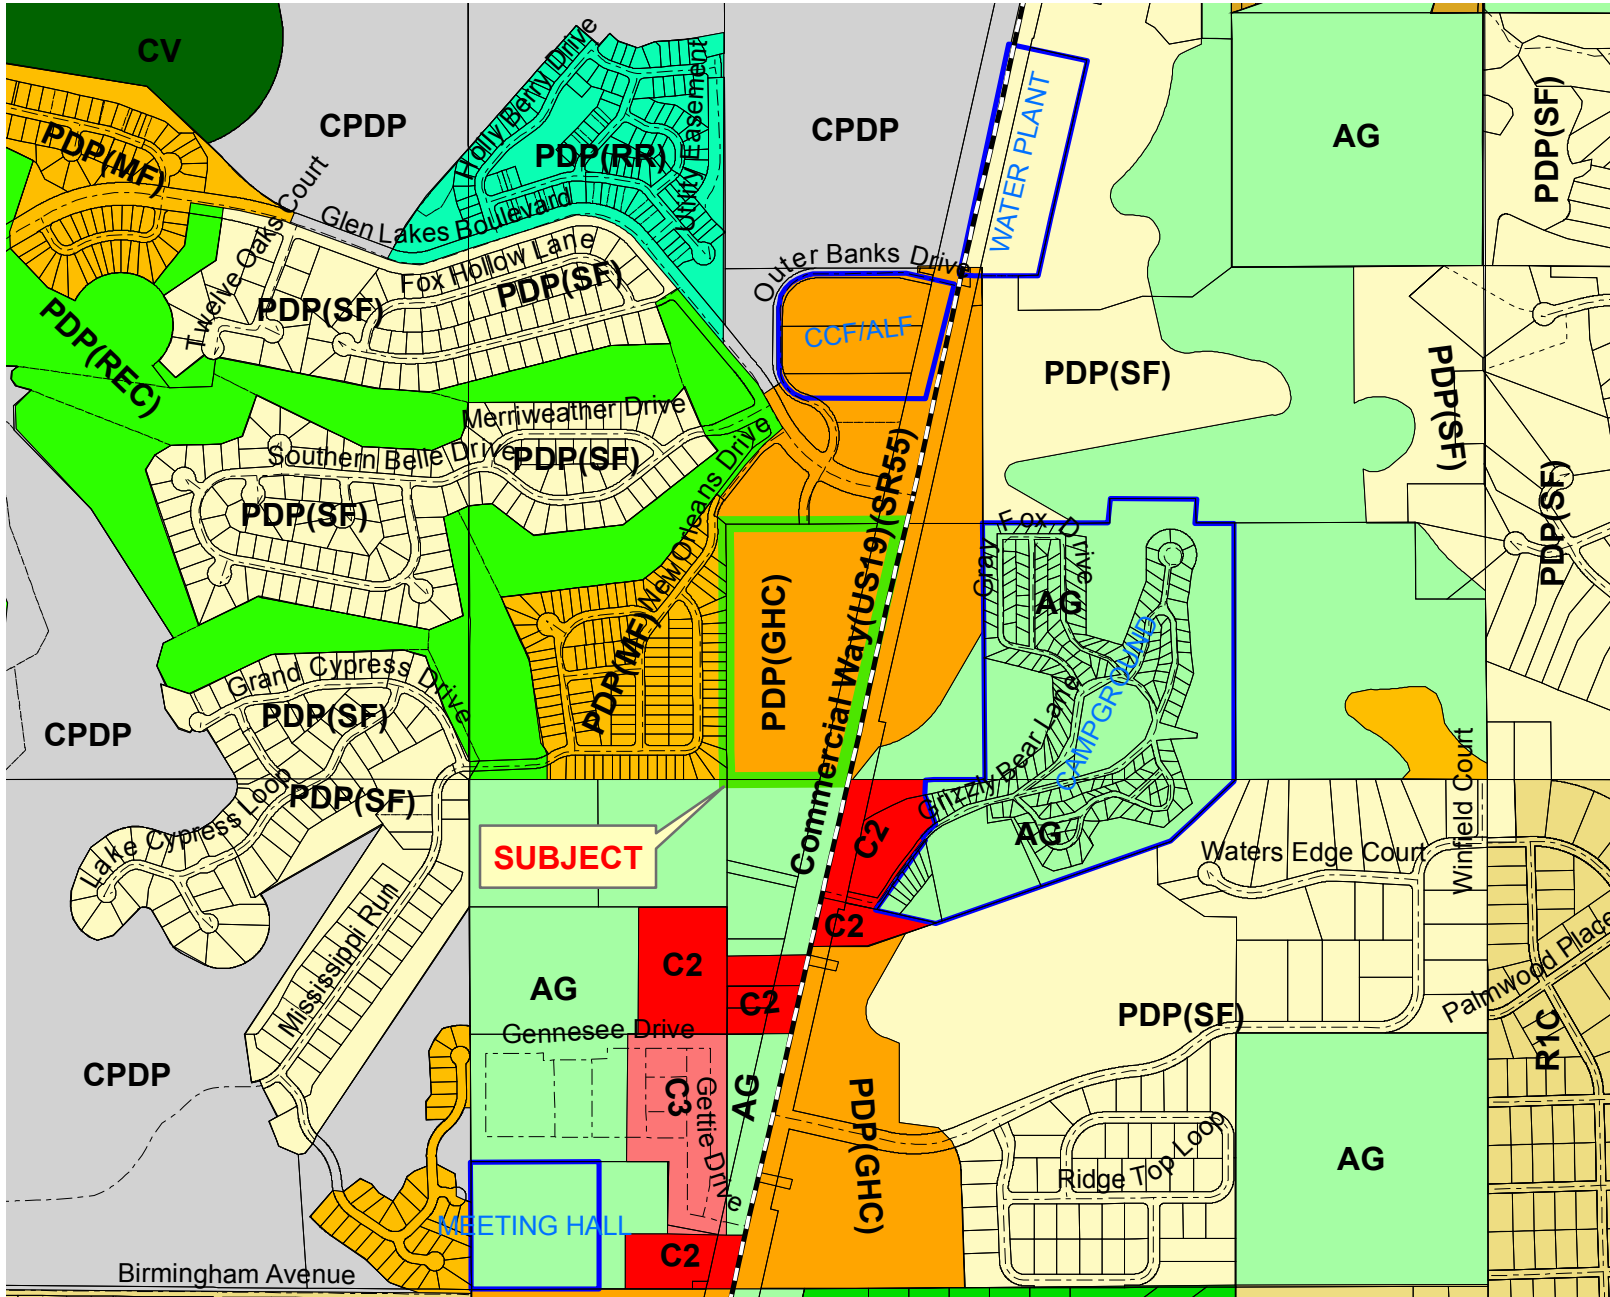 CV
CPDP
Holly Berry Drive
Utility Easement
CPDP
WATER PLANT
AG
PDP(SF)
PDP(MF)
PDP(RR)
Twelve Oaks Court
Glen Lakes Boulevard
Fox Hollow Lane
PDP(SF)
PDP(SF)
Outer Banks Drive
CCF/ALF
PDP(REC)
PDP(SF)
PDP(SF)
Merriweather Drive
Southern Belle Drive
PDP(SF)
PDP(SF)
New Orleans Drive
Commercial Way(US19)(SR55)
PDP(SF)
Gray Fox Drive
AG
PDP(GHC)
PDP(MF)
CAMPGROUND
Grand Cypress Drive
PDP(SF)
CPDP
Grizzly Bear Lane
Winfield Court
PDP(SF)
Lake Cypress Loop
SUBJECT
C2
AG
Waters Edge Court
Mississippi Run
C2
C2
C2
AG
Palmwood Place
PDP(SF)
R1C
Gennesee Drive
CPDP
C3
Gettie Drive
AG
PDP(GHC)
Ridge Top Loop
AG
MEETING HALL
C2
Birmingham Avenue